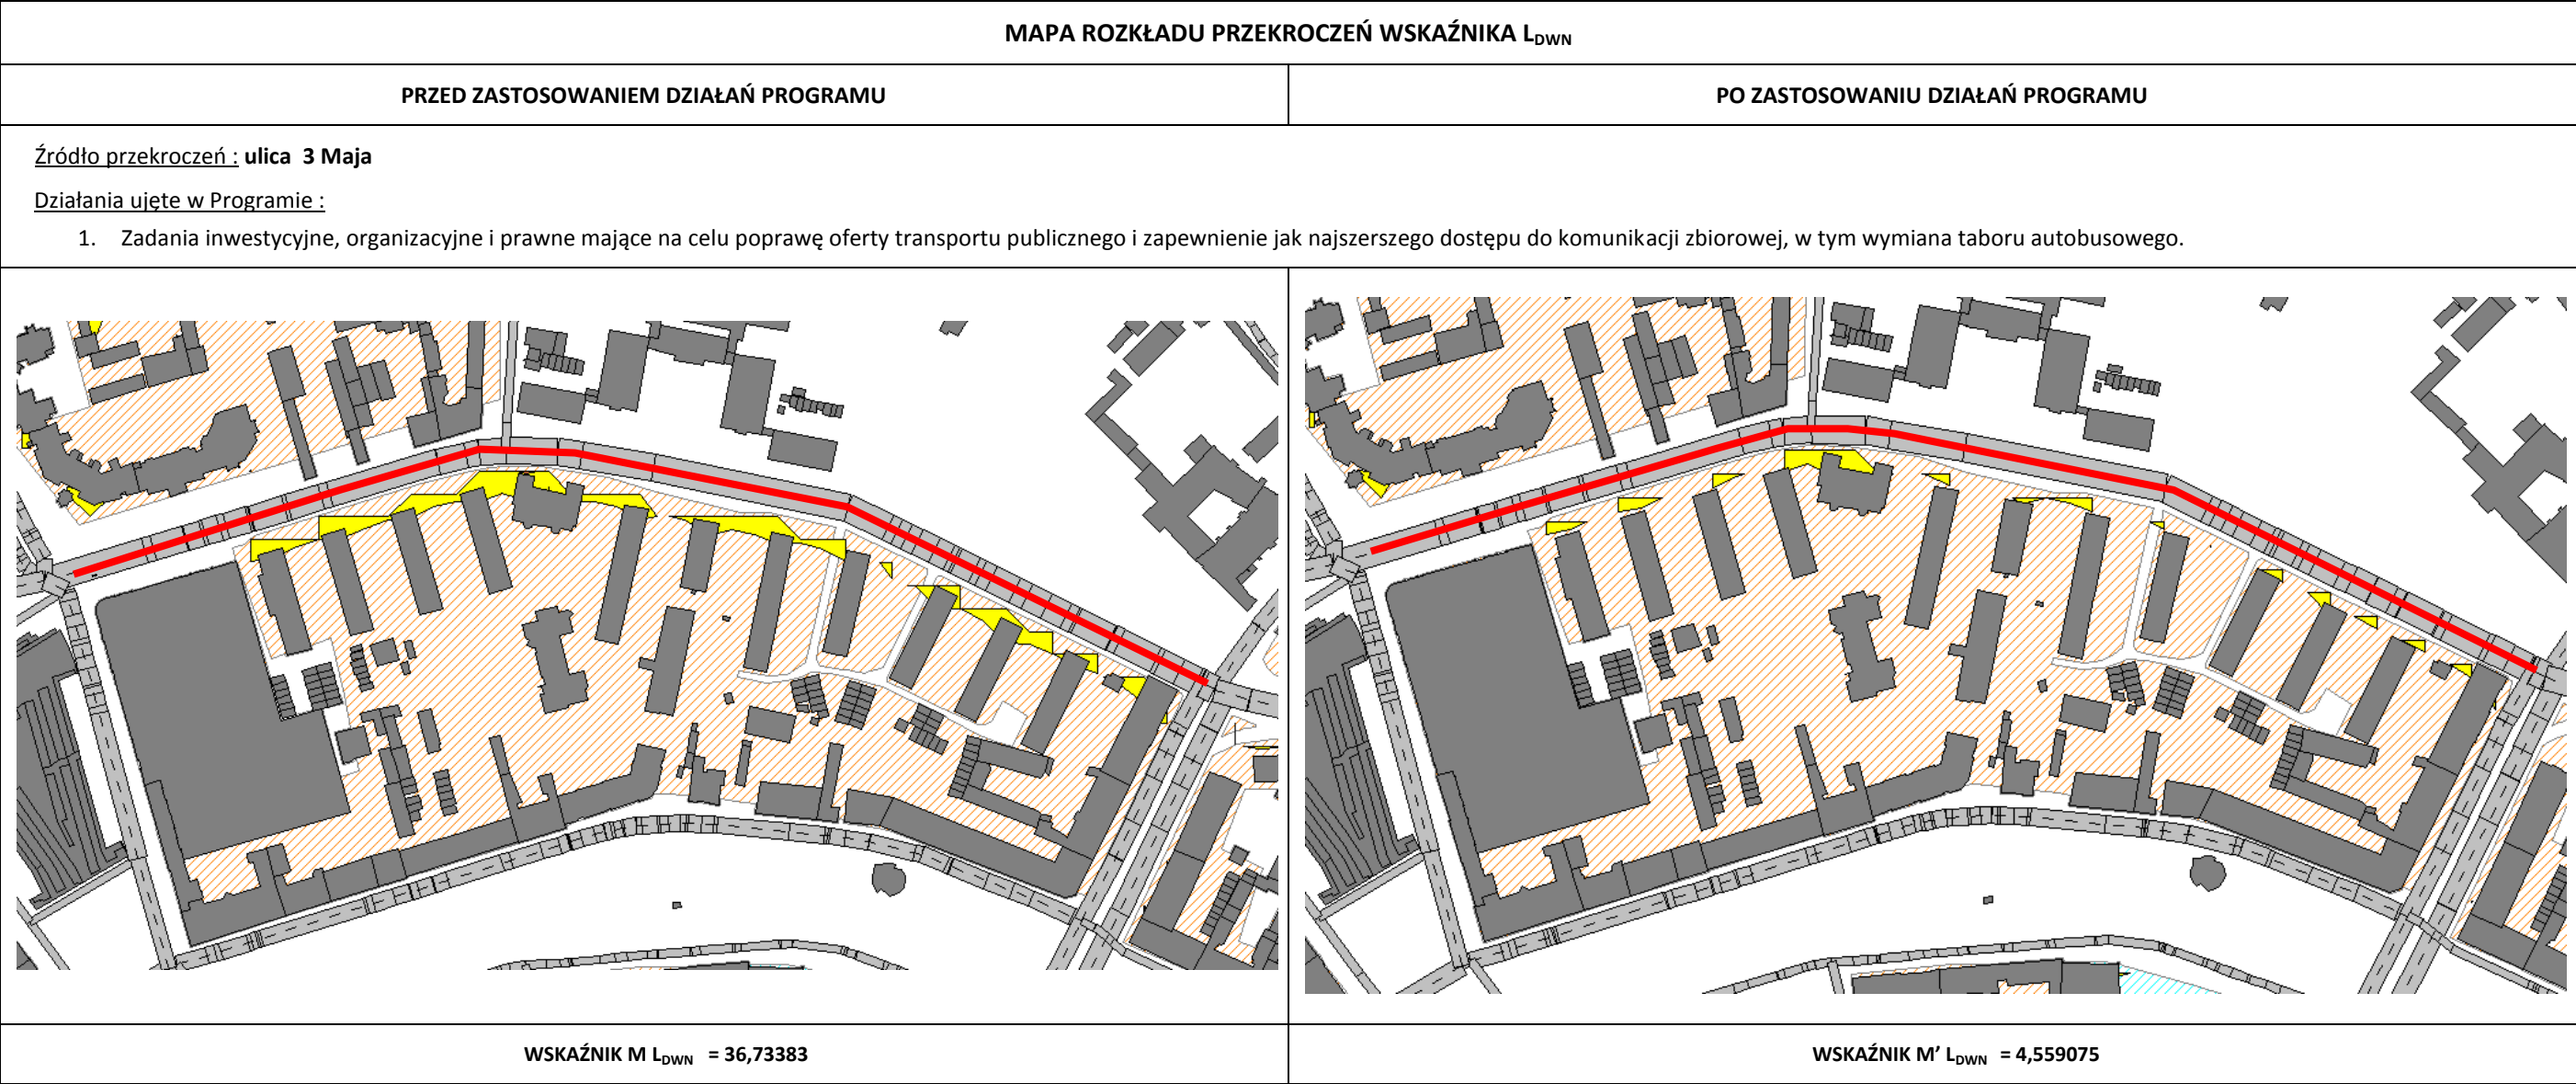 MAPA ROZKŁADU PRZEKROCZEŃ WSKAŹNIKA LDWN
PRZED ZASTOSOWANIEM DZIAŁAŃ PROGRAMU
PO ZASTOSOWANIU DZIAŁAŃ PROGRAMU
Źródło przekroczeń : ulica 3 Maja
Działania ujęte w Programie :
1. Zadania inwestycyjne, organizacyjne i prawne mające na celu poprawę oferty transportu publicznego i zapewnienie jak najszerszego dostępu do komunikacji zbiorowej, w tym wymiana taboru autobusowego.
WSKAŹNIK M LDWN = 36,73383
WSKAŹNIK M’ LDWN = 4,559075